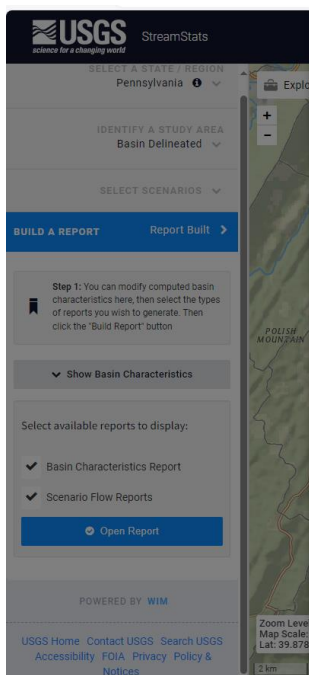 USGS
science for a changing world
StreamStats
SELECT A STATE / REGION
Pennsylvania
IDENTIFY A STUDY AREA
Basin Delineated
SELECT SCENARIOS
BUILD A REPORT Report Built
Step 1: You can modify computed basin
characteristics here, then select the types
of reports you wish to generate. Then
click the "Build Report" button
Show Basin Characteristics
Select available reports to display:
Basin Characteristics Report
Scenario Flow Reports
Open Report
POWERED BY WIM
USGS Home Contact USGS Search USGS
Accessibility FOIA Privacy Policy &
Notices
Explo
+
−
POLISH
MOUNTAIN
Zoom Leve
Map Scale:
Lat: 39.878
2 km